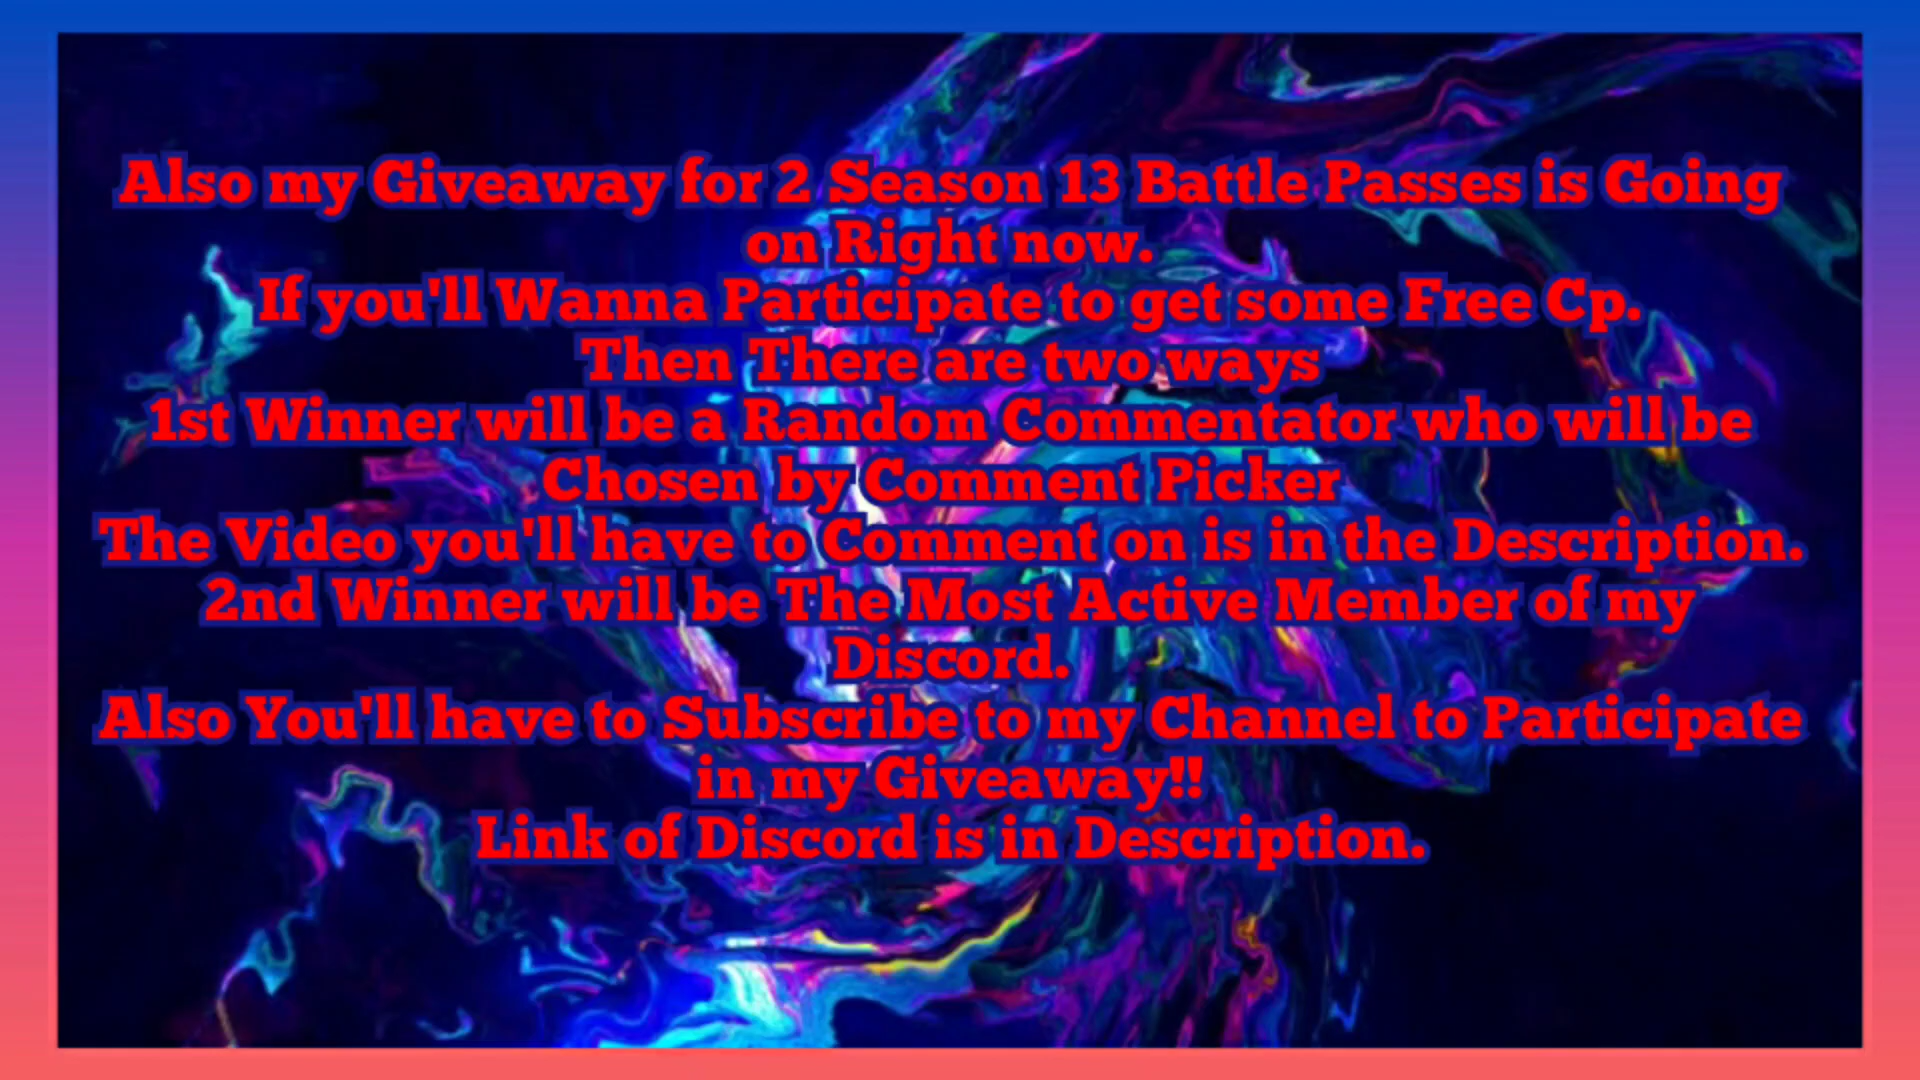 Also my Giveaway for 2 Season 13 Battle Passes is Going
on Right now.
If you'll Wanna Participate to get some Free Cp.
Then There are two ways
1st Winner will be a Random Commentator who will be
Chosen by Comment Picker
The Video you'll have to Comment on is in the Description.
2nd Winner will be The Most Active Member of my
Discord.
Also You'll have to Subscribe to my Channel to Participate
in my Giveaway!!
Link of Discord is in Description.